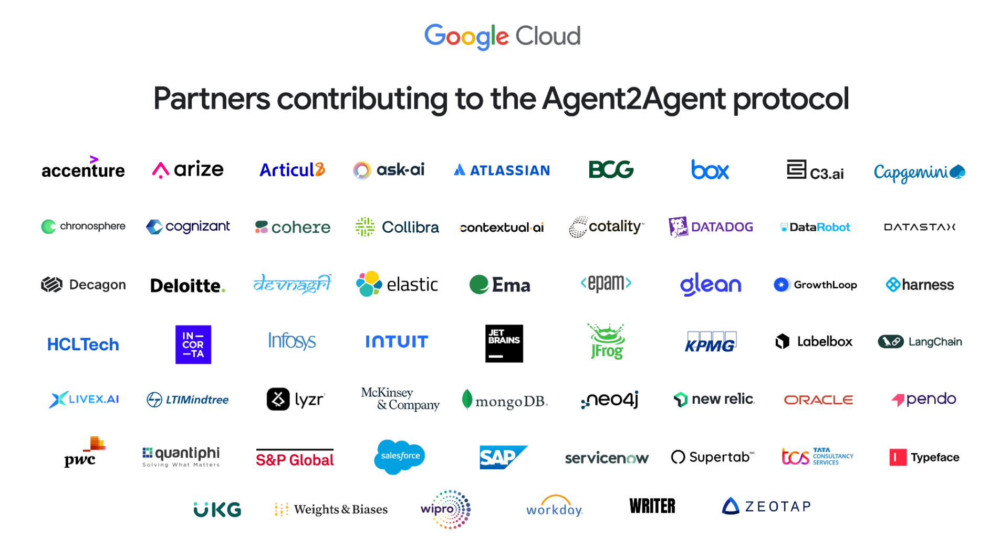 Google Cloud
Partners contributing to the Agent2Agent protocol
accenture
arize
Articul8
ask-ai
ATLASSIAN
BCG
box
C3.ai
Capgemini
chronosphere
cognizant
cohere
Collibra
contextual·ai
cotality™
DATADOG
DataRobot
DATASTAX
Decagon
Deloitte.
देvnagrी™
elastic
Ema
<epam>
glean
GrowthLoop
harness
HCLTech
IN
COR
TA
Infosys
INTUIT
JET
BRAINS
JFrog
KPMG
Labelbox
LangChain
LIVEX.AI
LTIMindtree
lyzr
McKinsey
& Company
mongoDB®
neo4j
new relic.
ORACLE
pendo
pwc
quantiphi
Solving What Matters
S&P Global
salesforce
SAP
servicenow
Supertab PAT.
tcs
TATA
CONSULTANCY
SERVICES
Typeface
UKG
Weights & Biases
wipro
workday®
WRITER
ZEOTAP